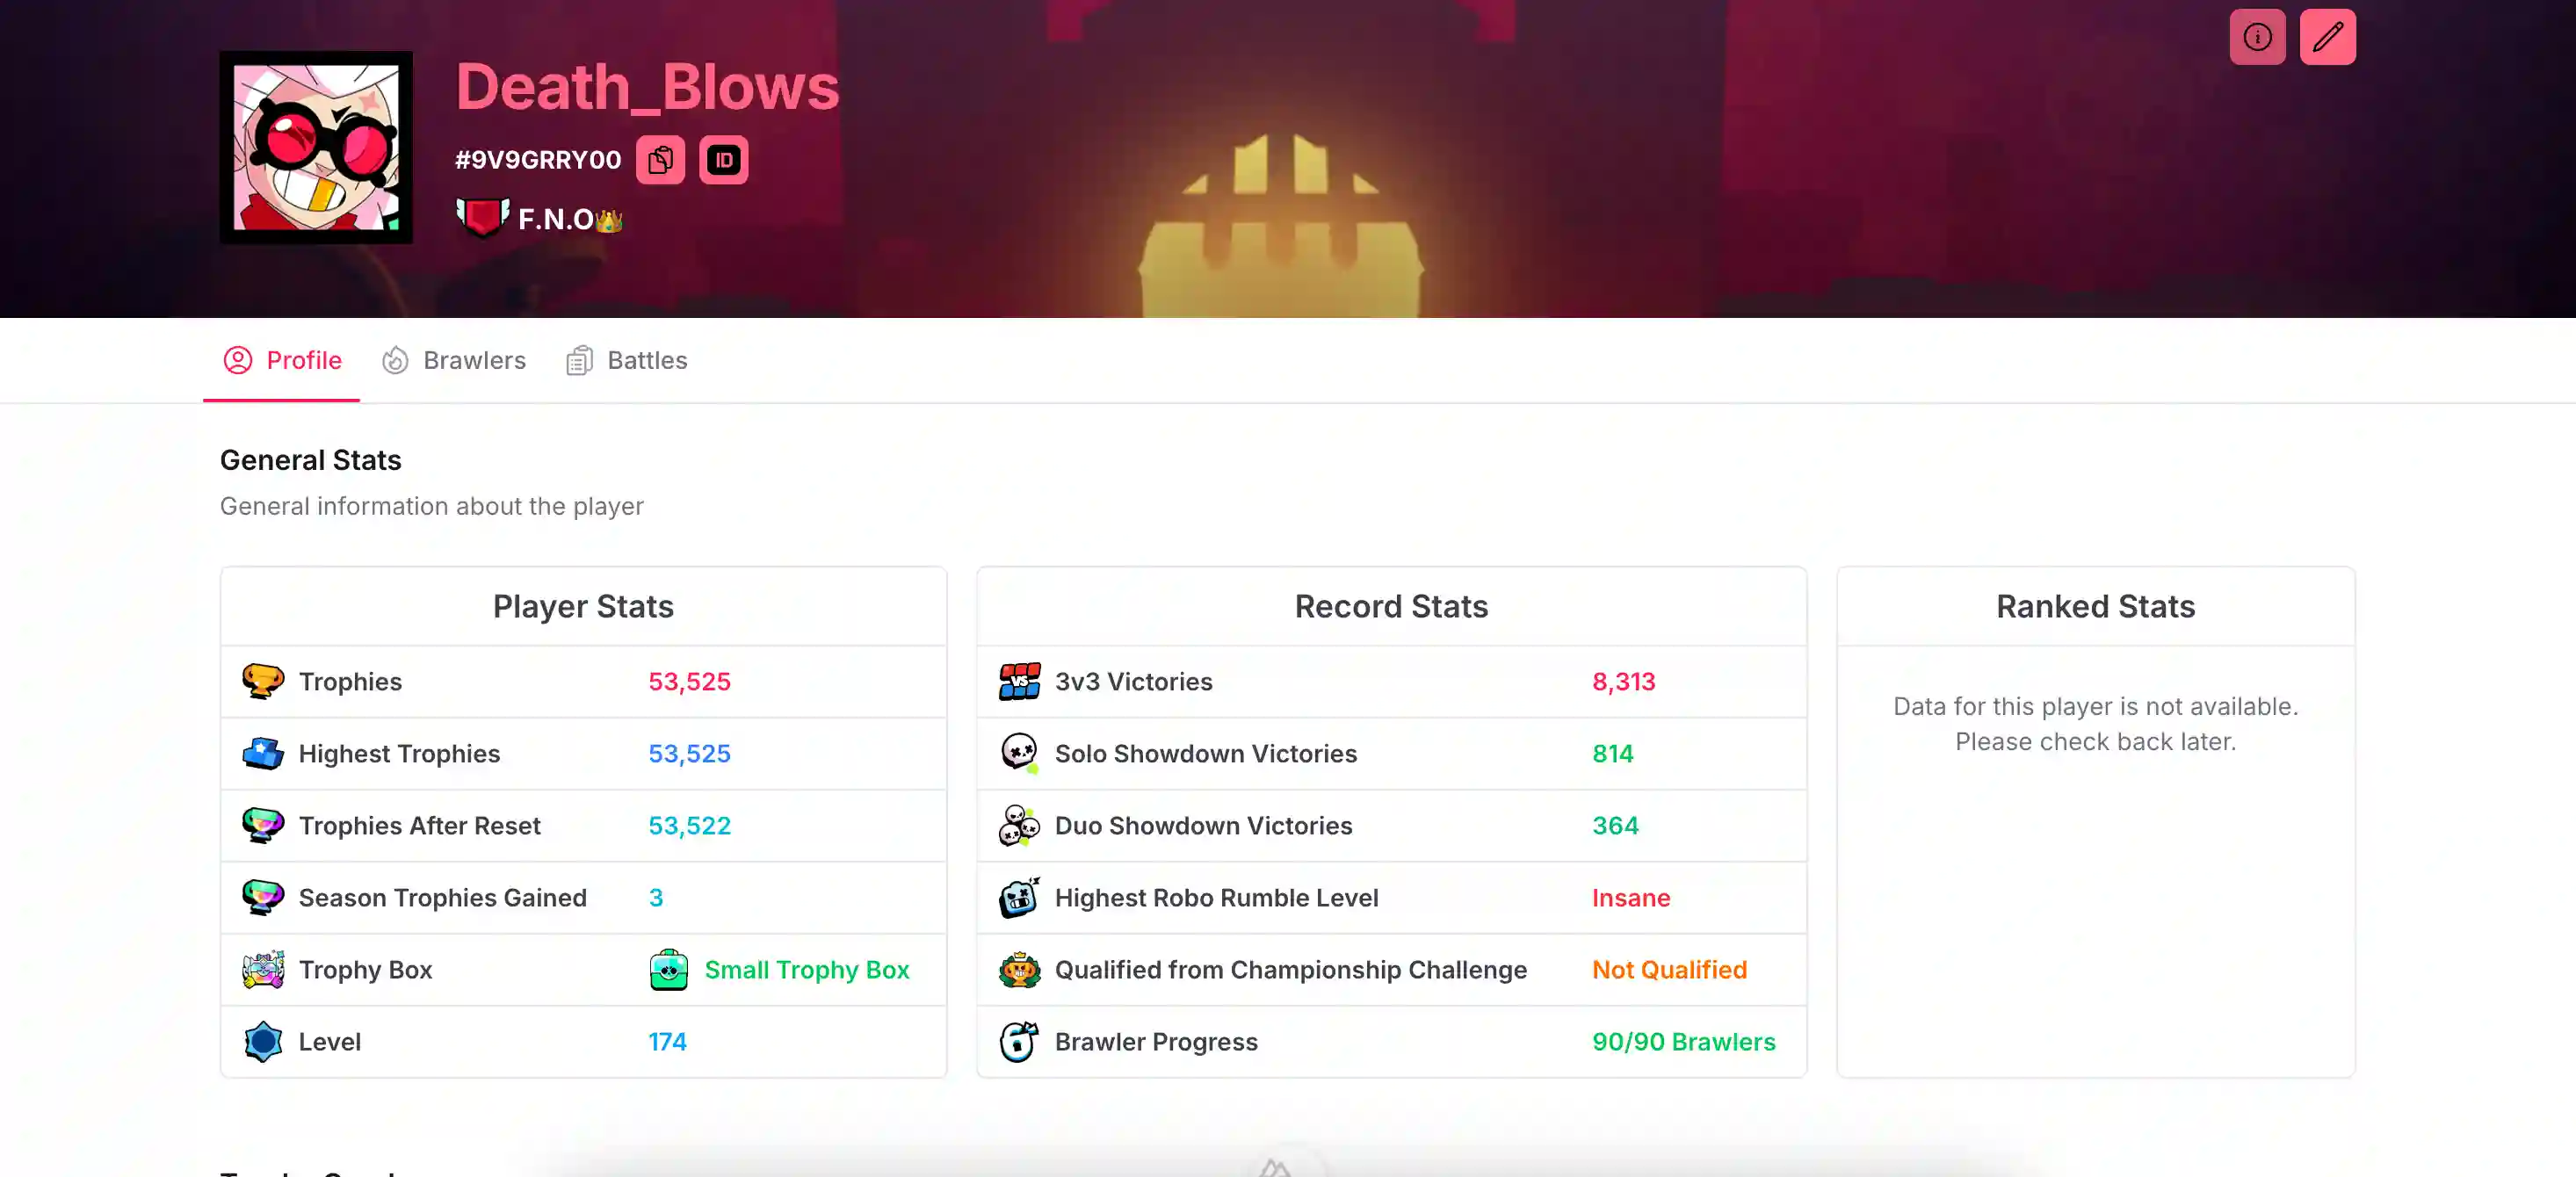 Death_Blows
#9V9GRRY00
ID
F.N.O👑
Profile
Brawlers
Battles
General Stats
General information about the player
Player Stats
Trophies 53,525
Highest Trophies 53,525
Trophies After Reset 53,522
Season Trophies Gained 3
Trophy Box Small Trophy Box
Level 174
Record Stats
VS 3v3 Victories 8,313
Solo Showdown Victories 814
Duo Showdown Victories 364
Highest Robo Rumble Level Insane
Qualified from Championship Challenge Not Qualified
Brawler Progress 90/90 Brawlers
Ranked Stats
Data for this player is not available.
Please check back later.